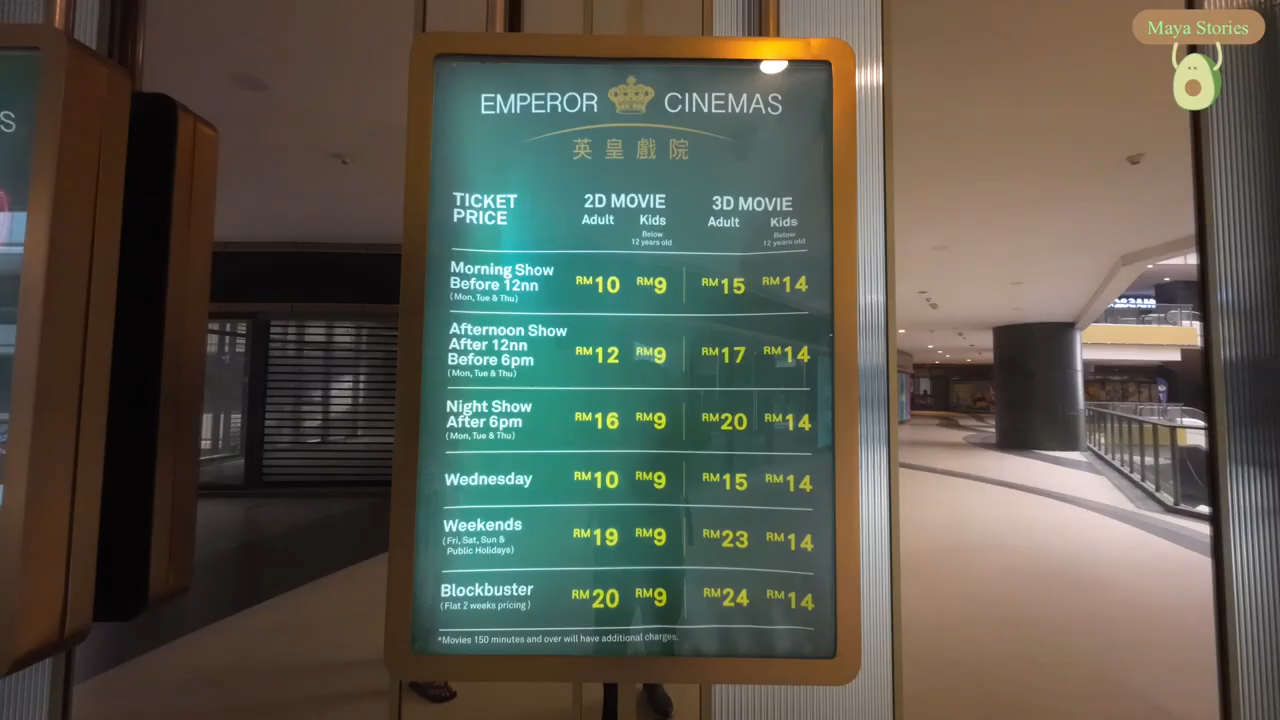 Maya Stories
S
EMPEROR CINEMAS
英皇戲院
TICKET PRICE
2D MOVIE 3D MOVIE
Adult Kids Adult Kids
Below 12 years old Below 12 years old
Morning Show
Before 12nn RM10 RM9 RM15 RM14
(Mon, Tue & Thu)
Afternoon Show
After 12nn
Before 6pm RM12 RM9 RM17 RM14
(Mon, Tue & Thu)
Night Show
After 6pm RM16 RM9 RM20 RM14
(Mon, Tue & Thu)
Wednesday RM10 RM9 RM15 RM14
Weekends RM19 RM9 RM23 RM14
(Fri, Sat, Sun &
Public Holidays)
Blockbuster RM20 RM9 RM24 RM14
(Flat 2 weeks pricing)
*Movies 150 minutes and over will have additional charges.